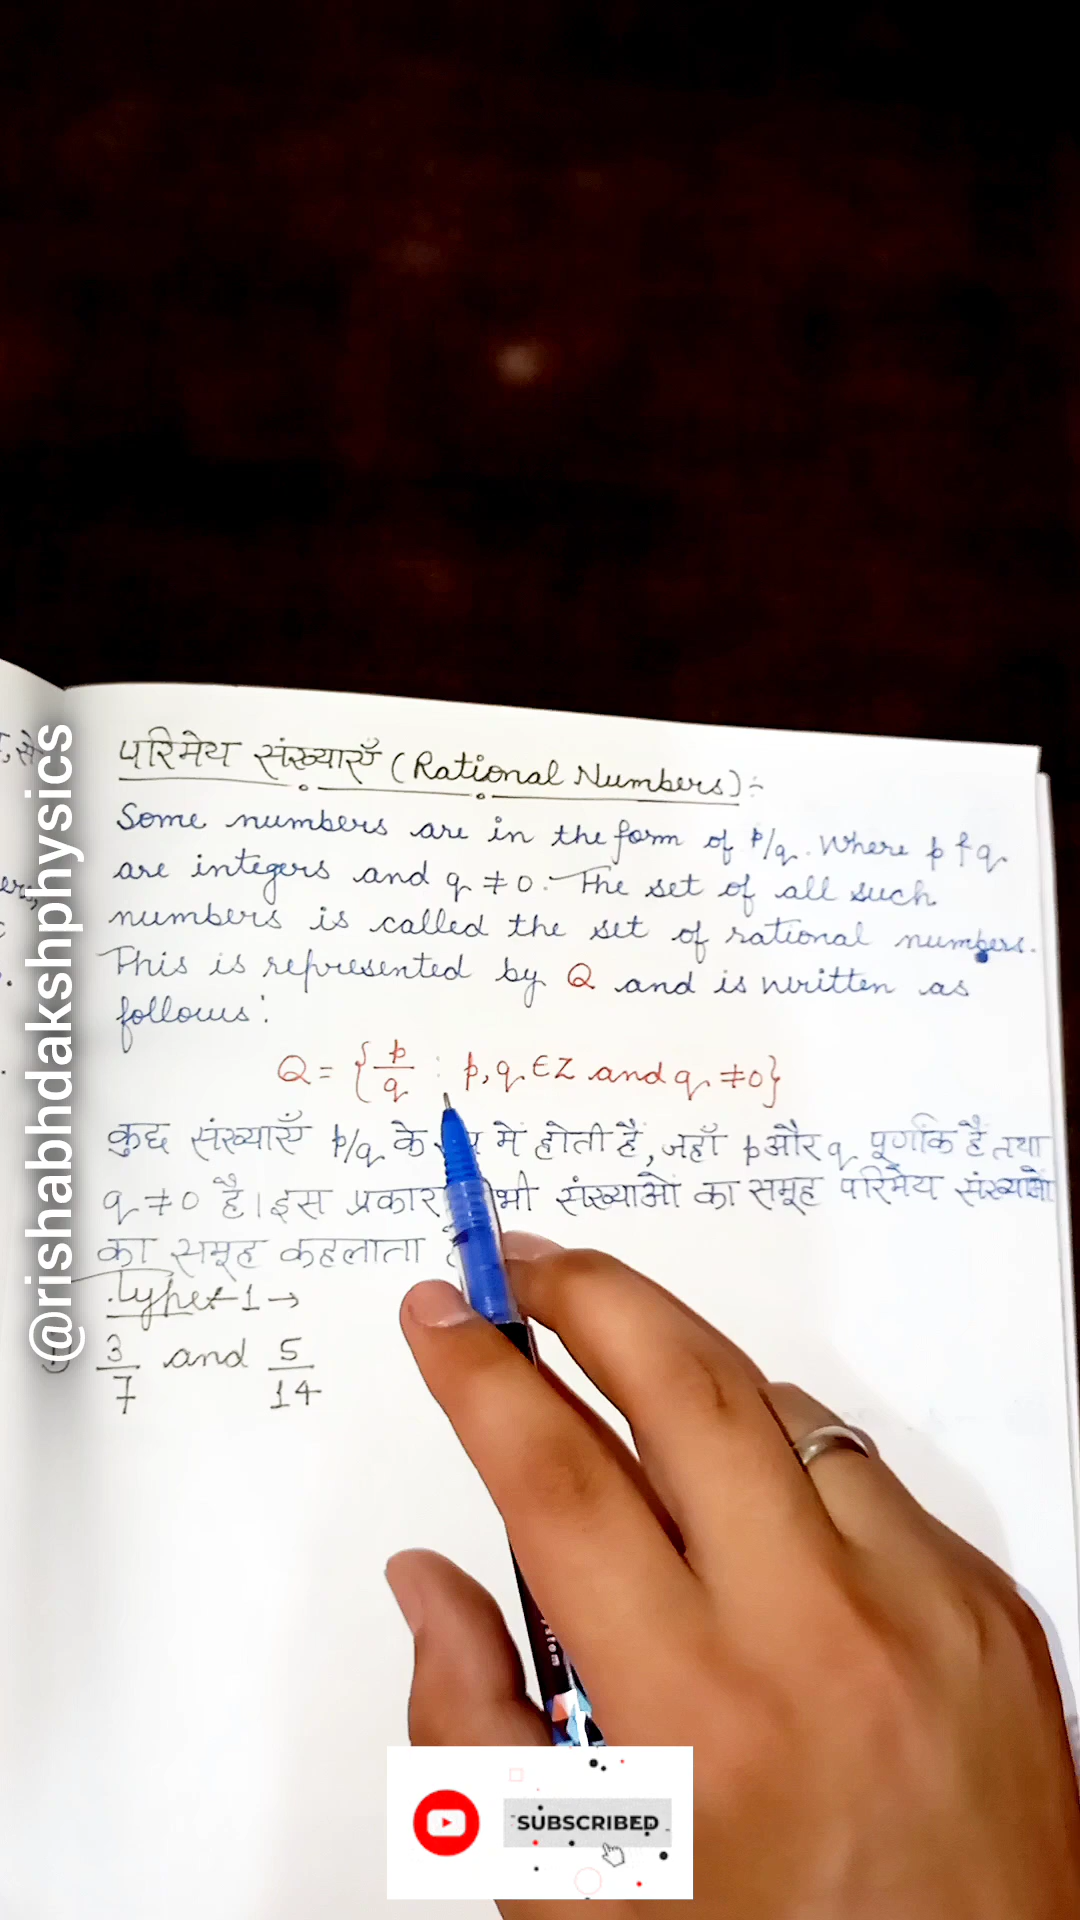 परिमेय संख्याएँ (Rational Numbers):-
Some numbers are in the form of p/q. Where p & q
are integers and q ≠ 0. The set of all such
numbers is called the set of rational numbers.
This is represented by Q and is written as
follows:
Q = { p/q : p, q ∈ Z and q ≠ 0}
कुछ संख्याएँ p/q के में होती हैं, जहाँ p और q पूर्णांक हैं तथा
q ≠ 0 है। इस प्रकार संख्याओं का समूह परिमेय संख्याओं
का समूह कहलाता
Type-1 →
3/7 and 5/14
@rishabhdakshphysics
SUBSCRIBED